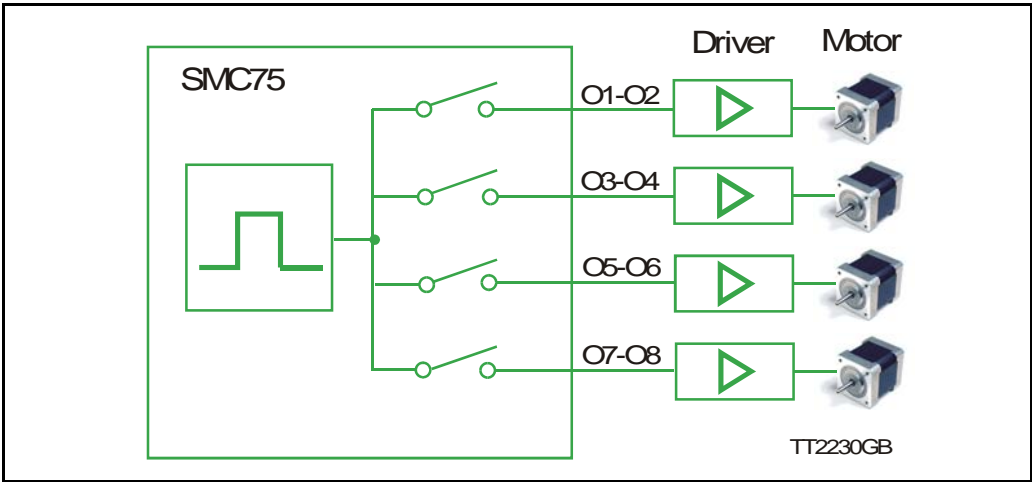 Driver Motor
SMC75
O1-O2
O3-O4
O5-O6
O7-O8
TT2230GB